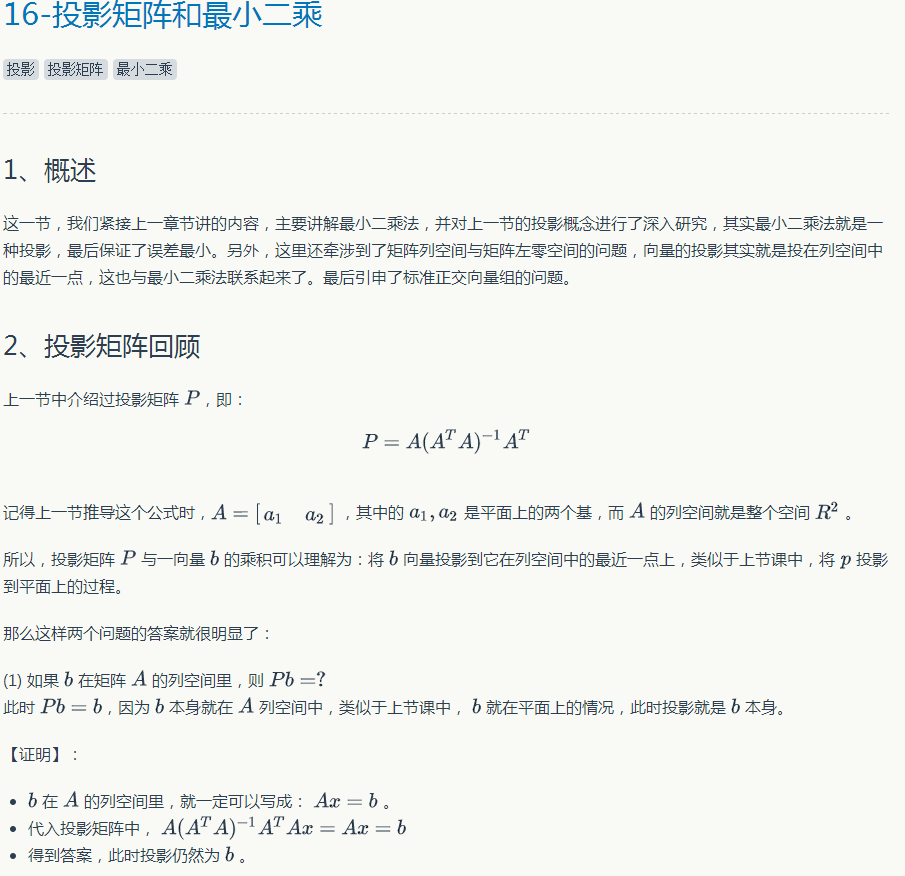 16-投影矩阵和最小二乘
投影 投影矩阵 最小二乘
1、概述
这一节，我们紧接上一章节讲的内容，主要讲解最小二乘法，并对上一节的投影概念进行了深入研究，其实最小二乘法就是一
种投影，最后保证了误差最小。另外，这里还牵涉到了矩阵列空间与矩阵左零空间的问题，向量的投影其实就是投在列空间中
的最近一点，这也与最小二乘法联系起来了。最后引申了标准正交向量组的问题。
2、投影矩阵回顾
上一节中介绍过投影矩阵 P，即：
P = A(AᵀA)⁻¹Aᵀ
记得上一节推导这个公式时，A = [ a₁ a₂ ]，其中的 a₁, a₂ 是平面上的两个基，而 A 的列空间就是整个空间 R² 。
所以，投影矩阵 P 与一向量 b 的乘积可以理解为：将 b 向量投影到它在列空间中的最近一点上，类似于上节课中，将 p 投影
到平面上的过程。
那么这样两个问题的答案就很明显了：
(1) 如果 b 在矩阵 A 的列空间里，则 Pb =?
此时 Pb = b，因为 b 本身就在 A 列空间中，类似于上节课中， b 就在平面上的情况，此时投影就是 b 本身。
【证明】：
• b 在 A 的列空间里，就一定可以写成： Ax = b 。
• 代入投影矩阵中， A(AᵀA)⁻¹AᵀAx = Ax = b
• 得到答案，此时投影仍然为 b 。